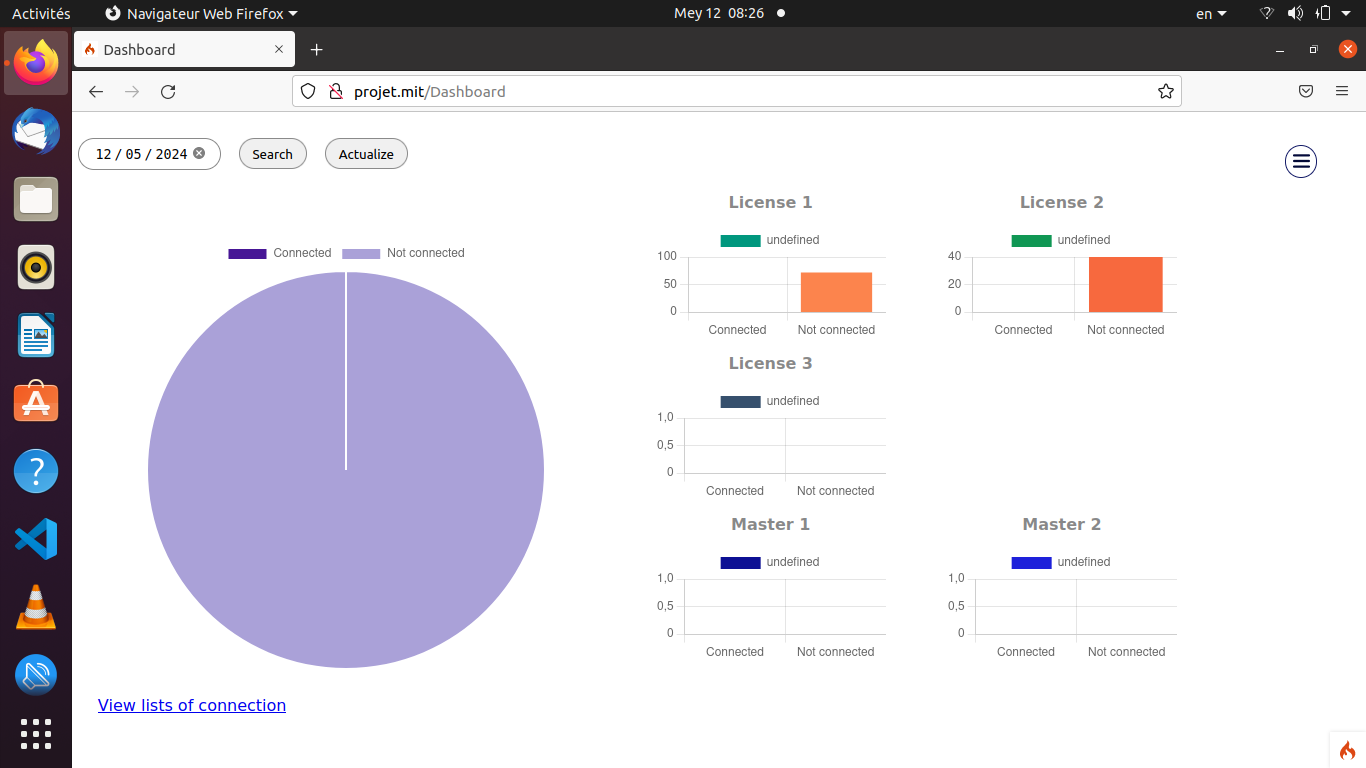 Activités Navigateur Web Firefox Mey 12 08:26 en
Dashboard
projet.mit/Dashboard
12 / 05 / 2024 Search Actualize
Connected Not connected
License 1
undefined
100
50
0
Connected Not connected
License 2
undefined
40
20
0
Connected Not connected
License 3
undefined
1,0
0,5
0
Connected Not connected
Master 1
undefined
1,0
0,5
0
Connected Not connected
Master 2
undefined
1,0
0,5
0
Connected Not connected
View lists of connection